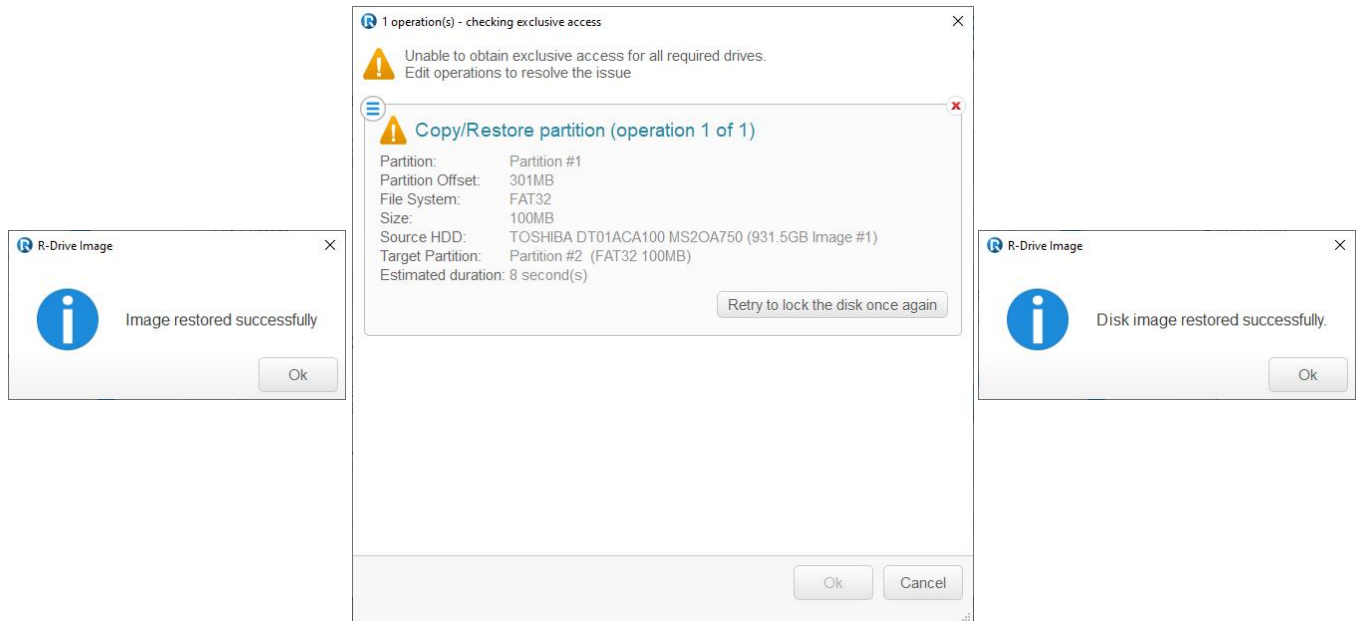 R-Drive Image
Image restored successfully
Ok
1 operation(s) - checking exclusive access
Unable to obtain exclusive access for all required drives.
Edit operations to resolve the issue
Copy/Restore partition (operation 1 of 1)
Partition: Partition #1
Partition Offset: 301MB
File System: FAT32
Size: 100MB
Source HDD: TOSHIBA DT01ACA100 MS2OA750 (931.5GB Image #1)
Target Partition: Partition #2 (FAT32 100MB)
Estimated duration: 8 second(s)
Retry to lock the disk once again
Ok Cancel
R-Drive Image
Disk image restored successfully.
Ok